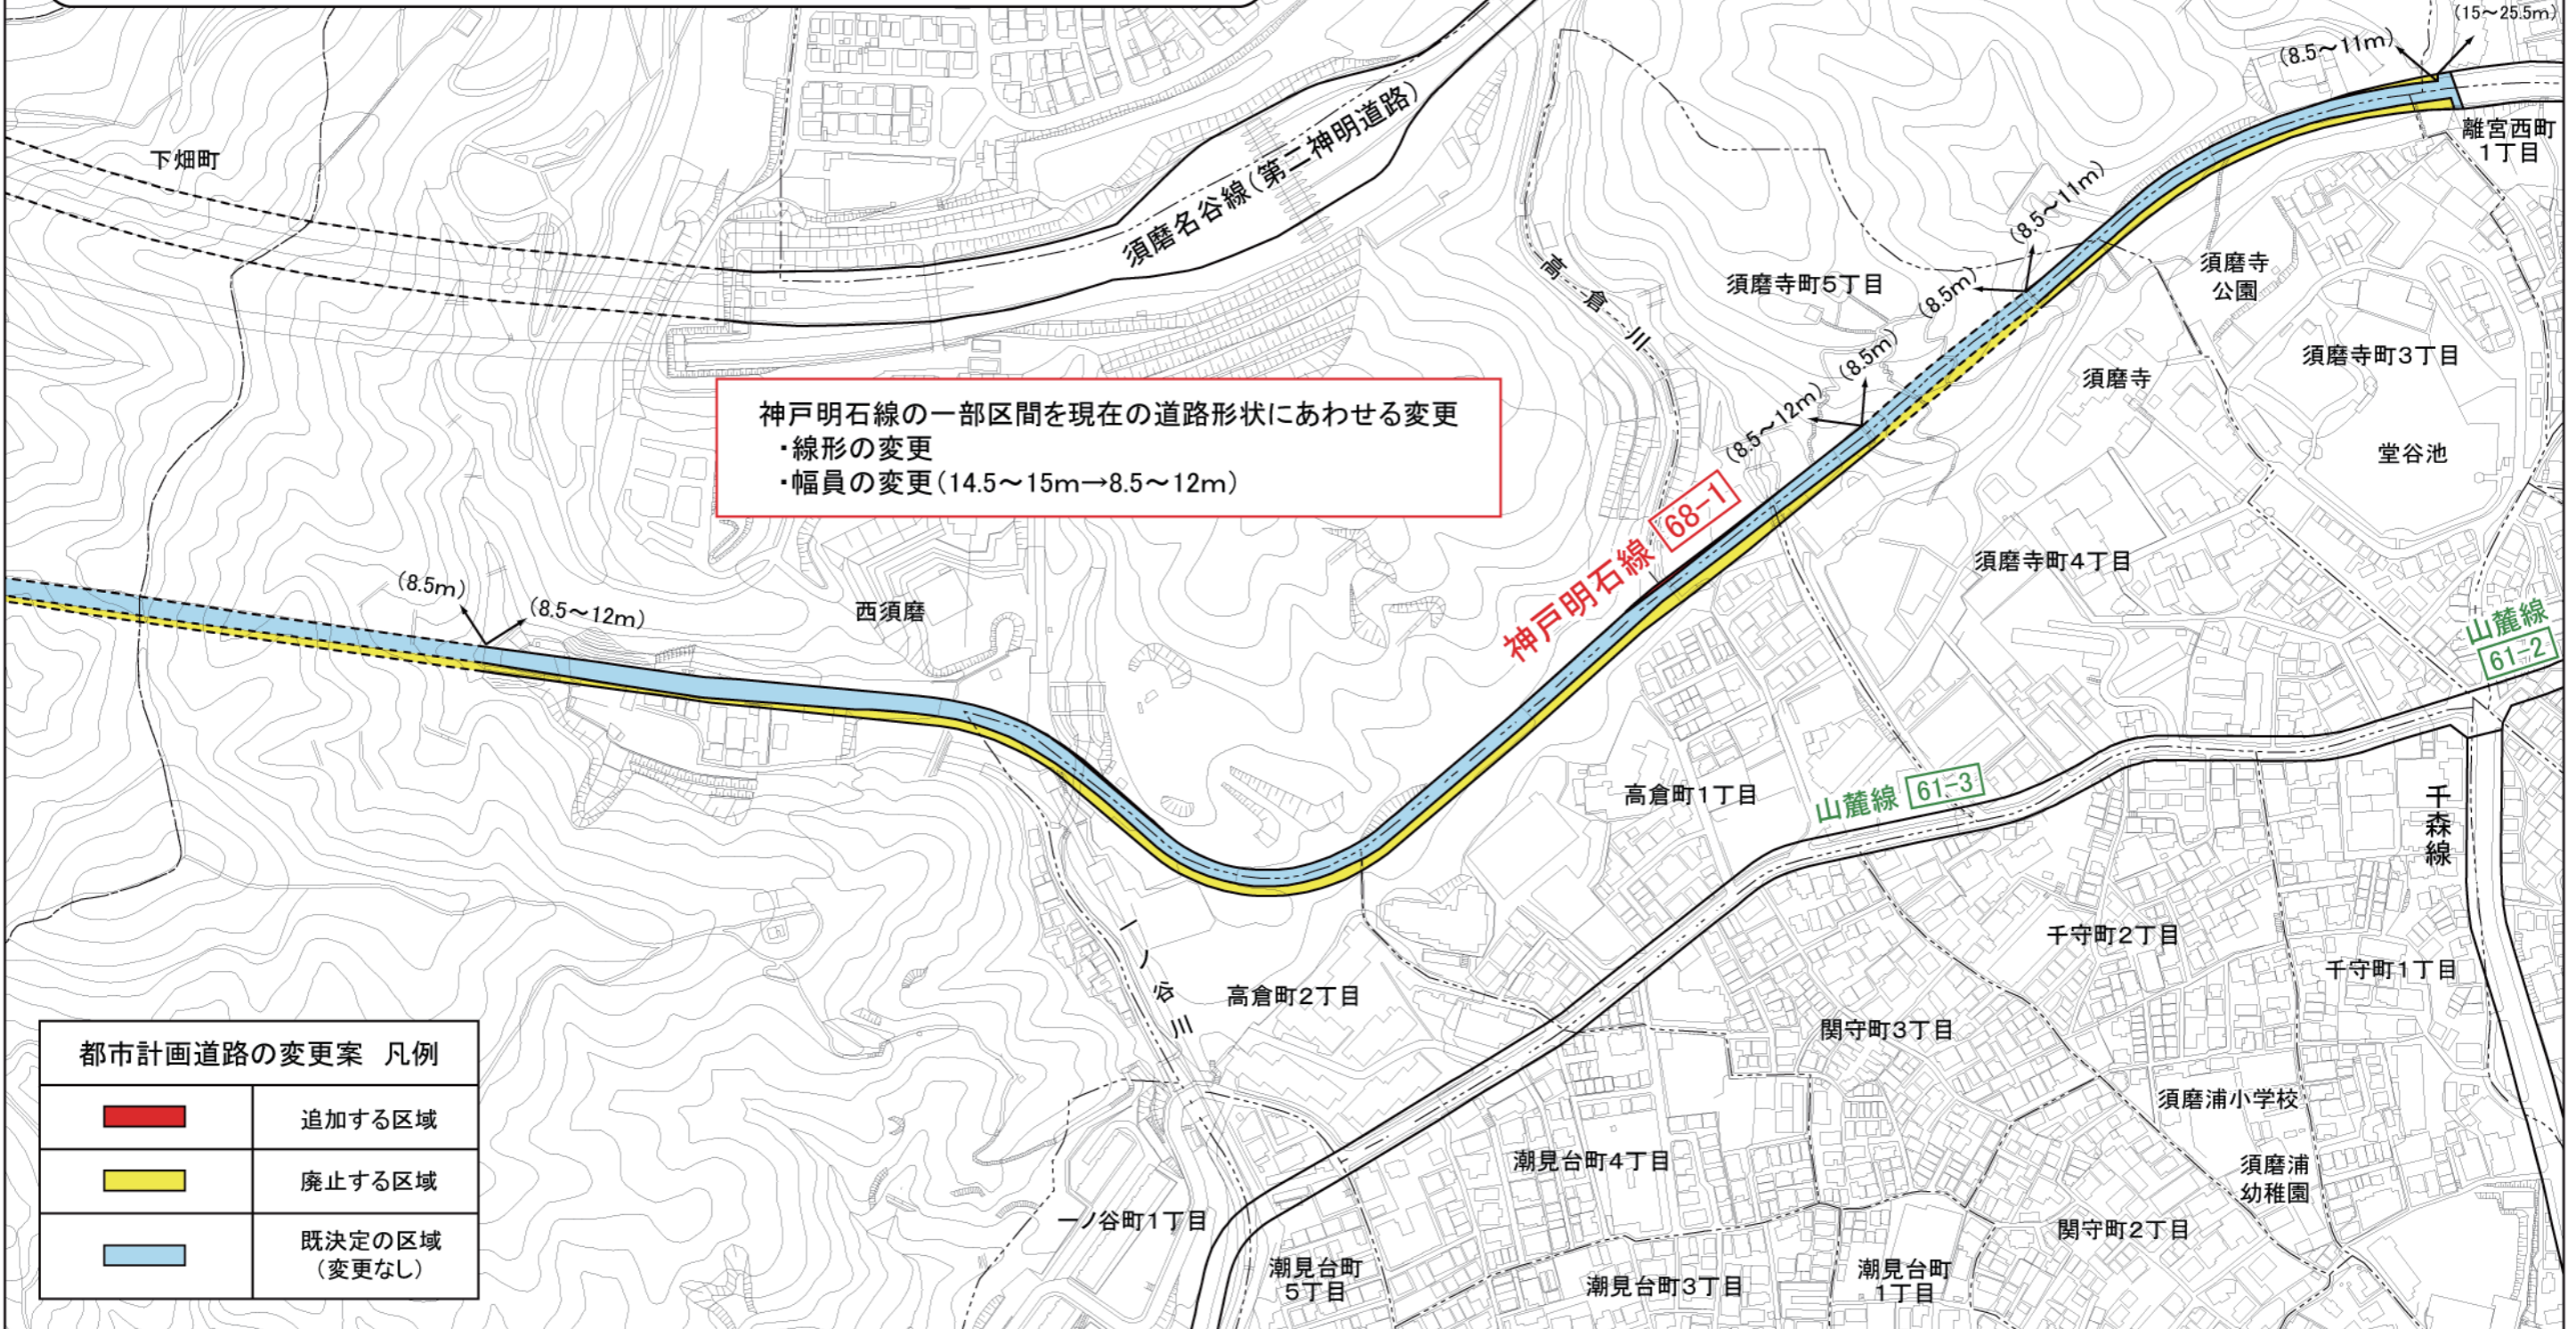 (15～25.5m)
(8.5～11m)
離宮西町
1丁目
下畑町
須磨名谷線(第二神明道路)
高倉川
(8.5～11m)
須磨寺町5丁目
(8.5m)
須磨寺
公園
須磨寺町3丁目
(8.5m)
須磨寺
(8.5～12m)
堂谷池
神戸明石線の一部区間を現在の道路形状にあわせる変更
・線形の変更
・幅員の変更(14.5～15m→8.5～12m)
神戸明石線 68-1
須磨寺町4丁目
(8.5m)
(8.5～12m)
西須磨
山麓線
61-2
高倉町1丁目
山麓線 61-3
千森線
一ノ谷川
高倉町2丁目
千守町2丁目
千守町1丁目
関守町3丁目
須磨浦小学校
潮見台町4丁目
須磨浦
幼稚園
一ノ谷町1丁目
関守町2丁目
潮見台町
5丁目
潮見台町3丁目
潮見台町
1丁目
都市計画道路の変更案 凡例
追加する区域
廃止する区域
既決定の区域
(変更なし)